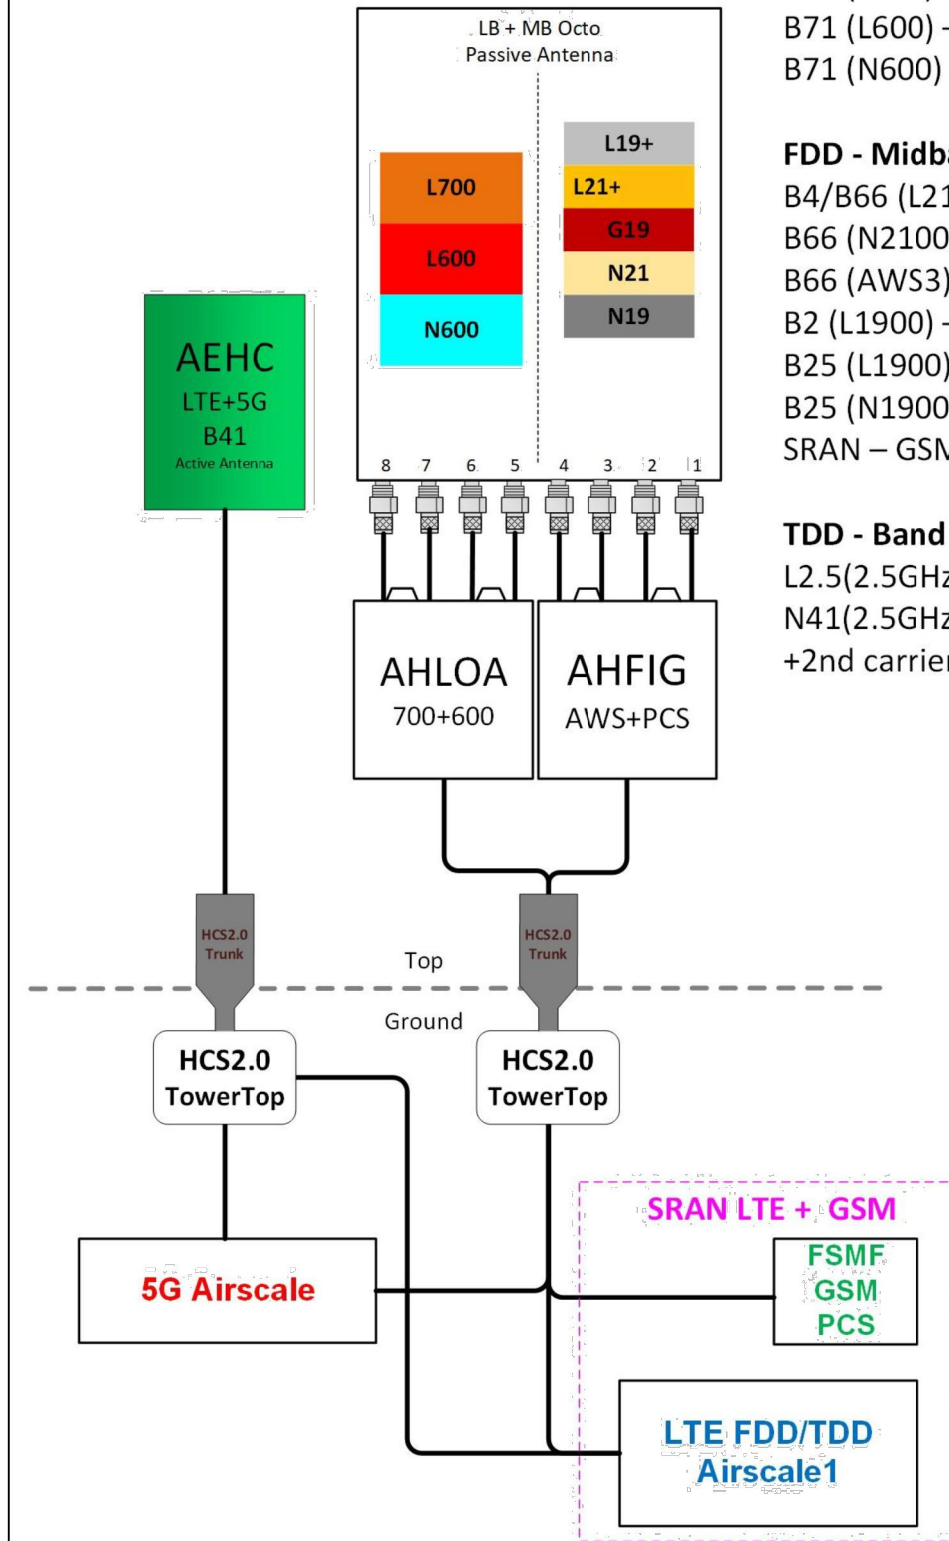 LB + MB Octo
Passive Antenna
L700
L600
N600
L19+
L21+
G19
N21
N19
8 7 6 5 4 3 2 1
AEHC
LTE+5G
B41
Active Antenna
AHLOA
700+600
AHFIG
AWS+PCS
HCS2.0
Trunk
HCS2.0
Trunk
Top
Ground
HCS2.0
TowerTop
HCS2.0
TowerTop
5G Airscale
SRAN LTE + GSM
FSMF
GSM
PCS
LTE FDD/TDD
Airscale1
B71 (L600) -
B71 (N600)
FDD - Midba
B4/B66 (L21
B66 (N2100
B66 (AWS3)
B2 (L1900) -
B25 (L1900)
B25 (N1900
SRAN – GSM
TDD - Band
L2.5(2.5GHz
N41(2.5GHz
+2nd carrier